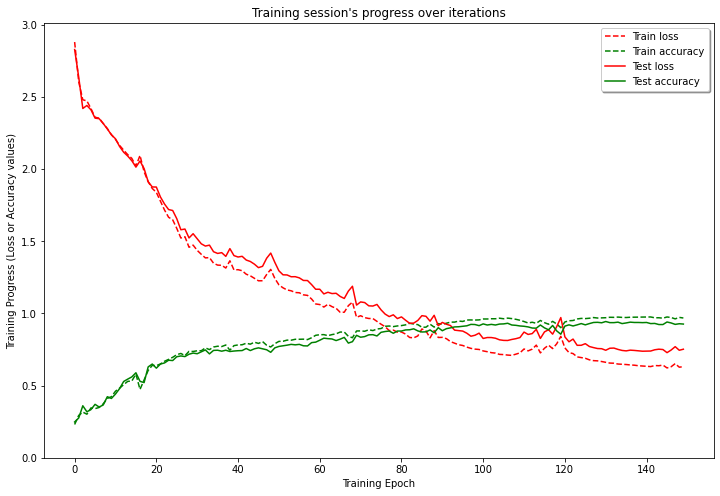 Training session's progress over iterations
Train loss
Train accuracy
Test loss
Test accuracy
Training Progress (Loss or Accuracy values)
3.0
2.5
2.0
1.5
1.0
0.5
0.0
0 20 40 60 80 100 120 140
Training Epoch